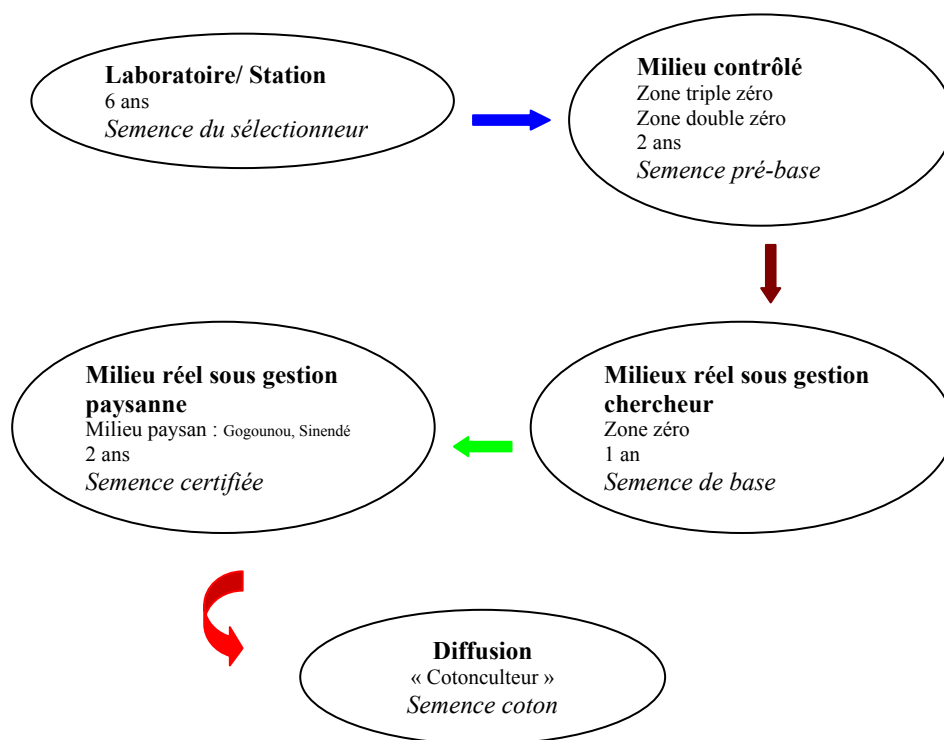 Laboratoire/ Station
6 ans
Semence du sélectionneur
Milieu contrôlé
Zone triple zéro
Zone double zéro
2 ans
Semence pré-base
Milieux réel sous gestion
chercheur
Zone zéro
1 an
Semence de base
Milieu réel sous gestion
paysanne
Milieu paysan : Gogounou, Sinendé
2 ans
Semence certifiée
Diffusion
« Cotonculteur »
Semence coton